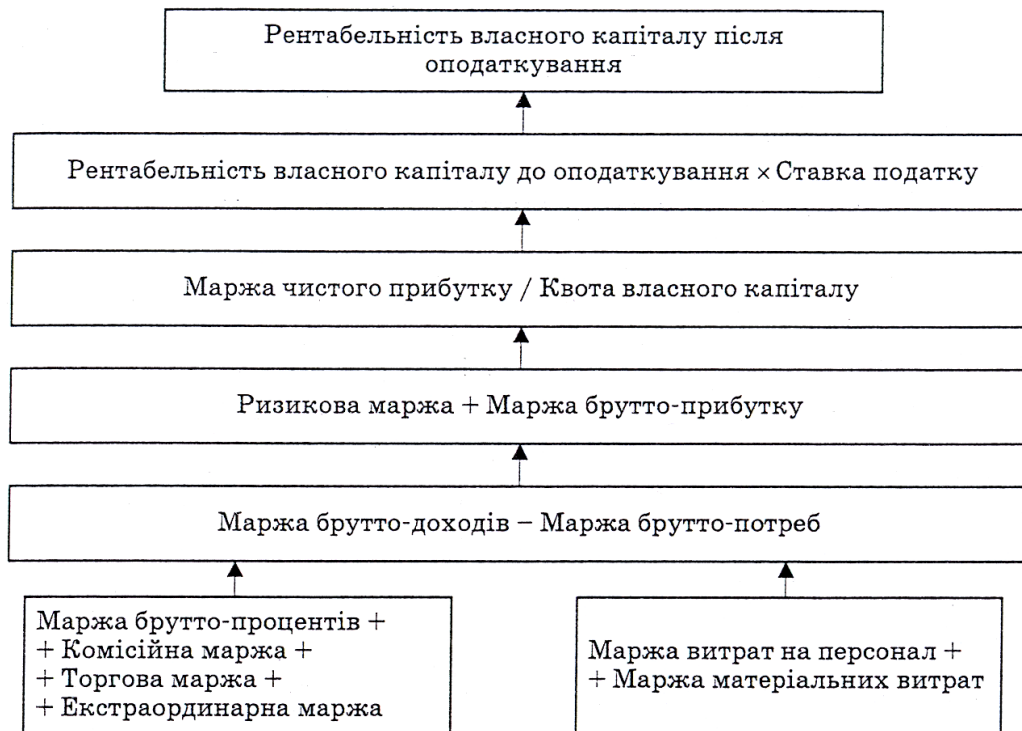 Рентабельність власного капіталу після
оподаткування
Рентабельність власного капіталу до оподаткування × Ставка податку
Маржа чистого прибутку / Квота власного капіталу
Ризикова маржа + Маржа брутто-прибутку
Маржа брутто-доходів – Маржа брутто-потреб
Маржа брутто-процентів +
+ Комісійна маржа +
+ Торгова маржа +
+ Екстраординарна маржа
Маржа витрат на персонал +
+ Маржа матеріальних витрат